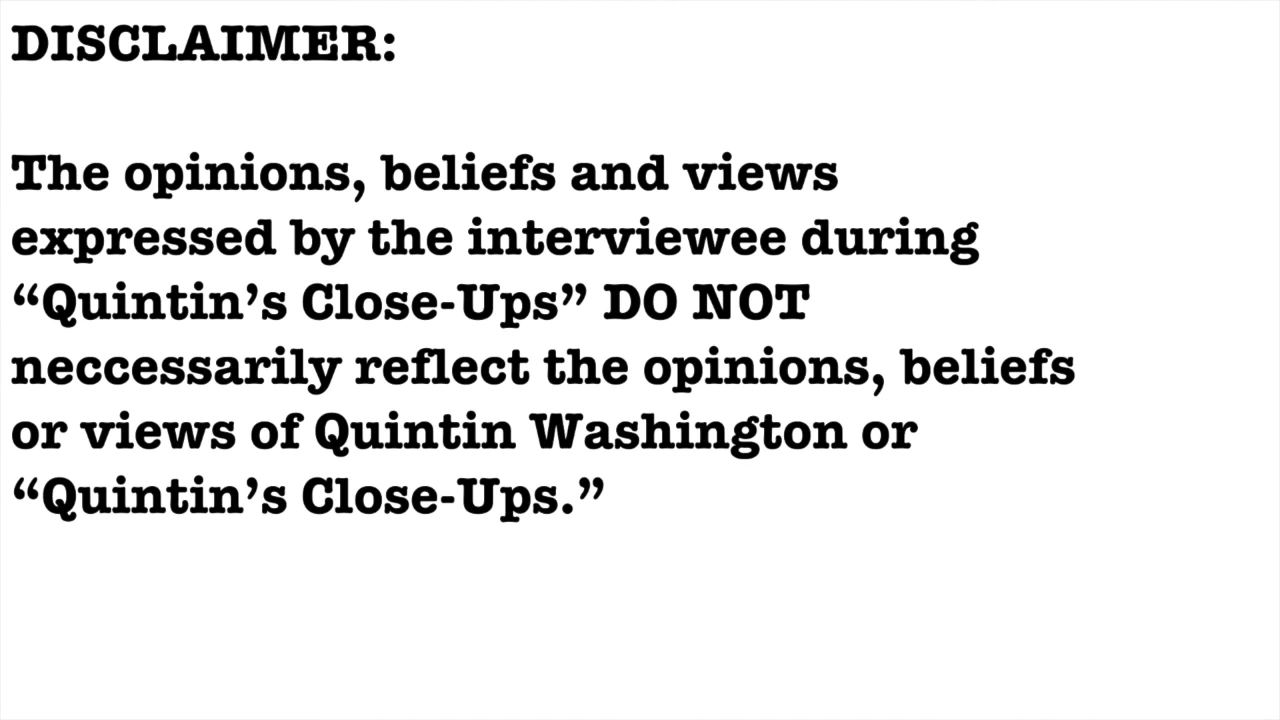 DISCLAIMER:
The opinions, beliefs and views
expressed by the interviewee during
“Quintin’s Close-Ups” DO NOT
neccessarily reflect the opinions, beliefs
or views of Quintin Washington or
“Quintin’s Close-Ups.”